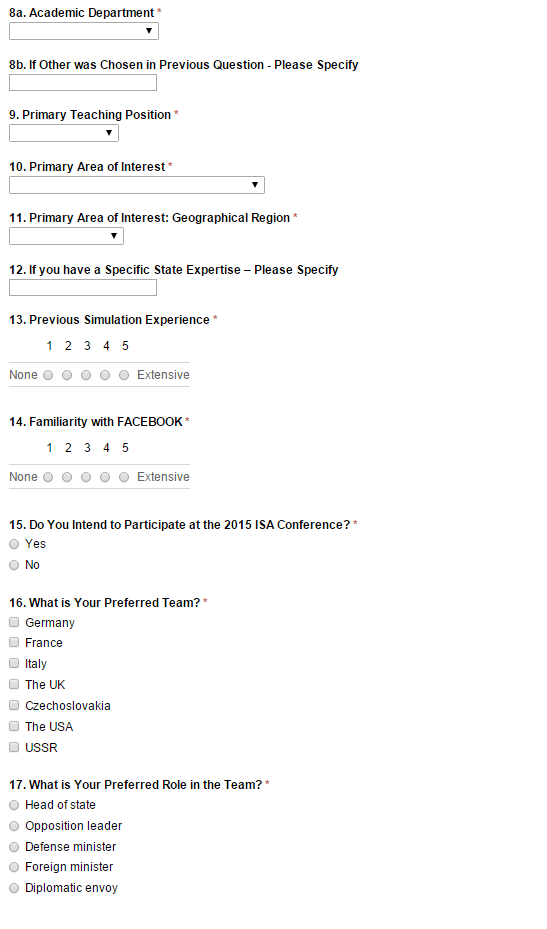 8a. Academic Department *
8b. If Other was Chosen in Previous Question - Please Specify
9. Primary Teaching Position *
10. Primary Area of Interest *
11. Primary Area of Interest: Geographical Region *
12. If you have a Specific State Expertise – Please Specify
13. Previous Simulation Experience *
1 2 3 4 5
None Extensive
14. Familiarity with FACEBOOK *
1 2 3 4 5
None Extensive
15. Do You Intend to Participate at the 2015 ISA Conference? *
Yes
No
16. What is Your Preferred Team? *
Germany
France
Italy
The UK
Czechoslovakia
The USA
USSR
17. What is Your Preferred Role in the Team? *
Head of state
Opposition leader
Defense minister
Foreign minister
Diplomatic envoy